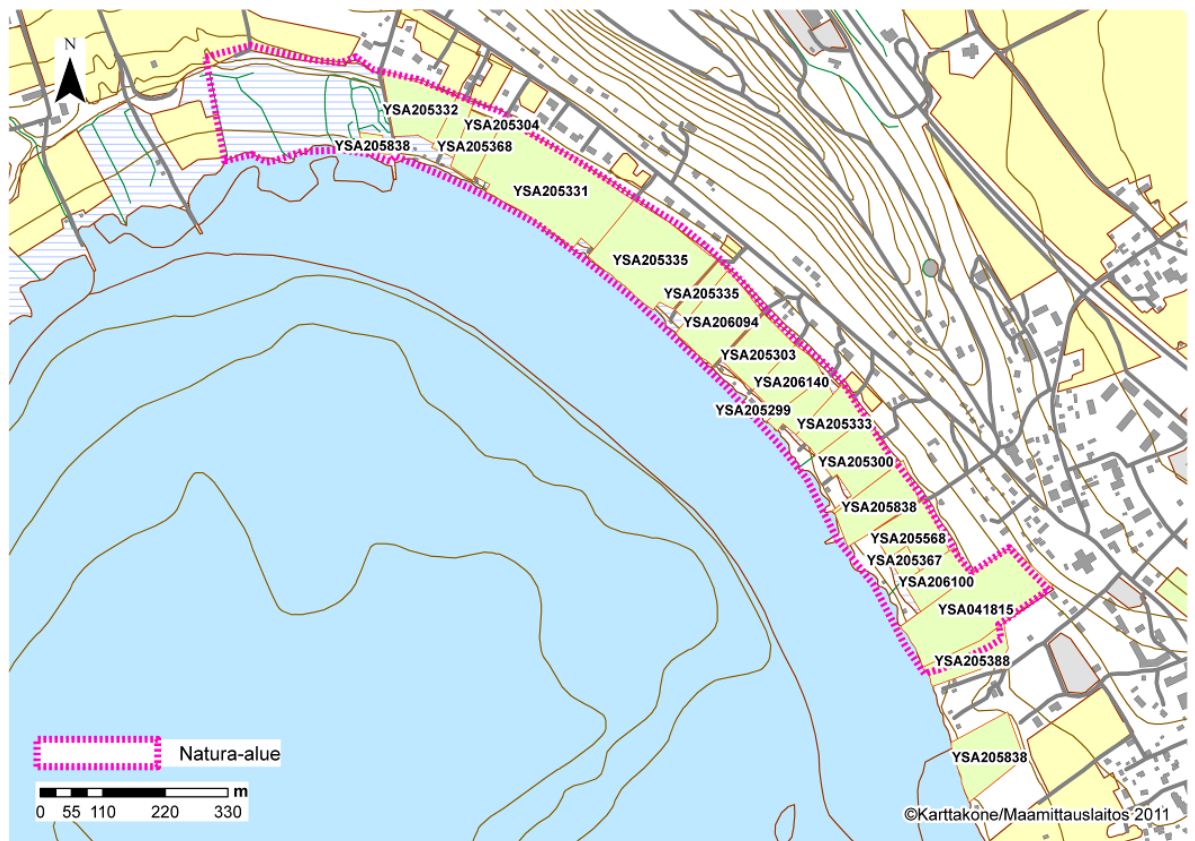 N
YSA205332
YSA205304
YSA205838
YSA205368
YSA205331
YSA205335
YSA205335
YSA206094
YSA205303
YSA206140
YSA205299
YSA205333
YSA205300
YSA205838
YSA205568
YSA205367
YSA206100
YSA041815
YSA205388
YSA205838
Natura-alue
m
0 55 110 220 330
©Karttakone/Maamittauslaitos 2011